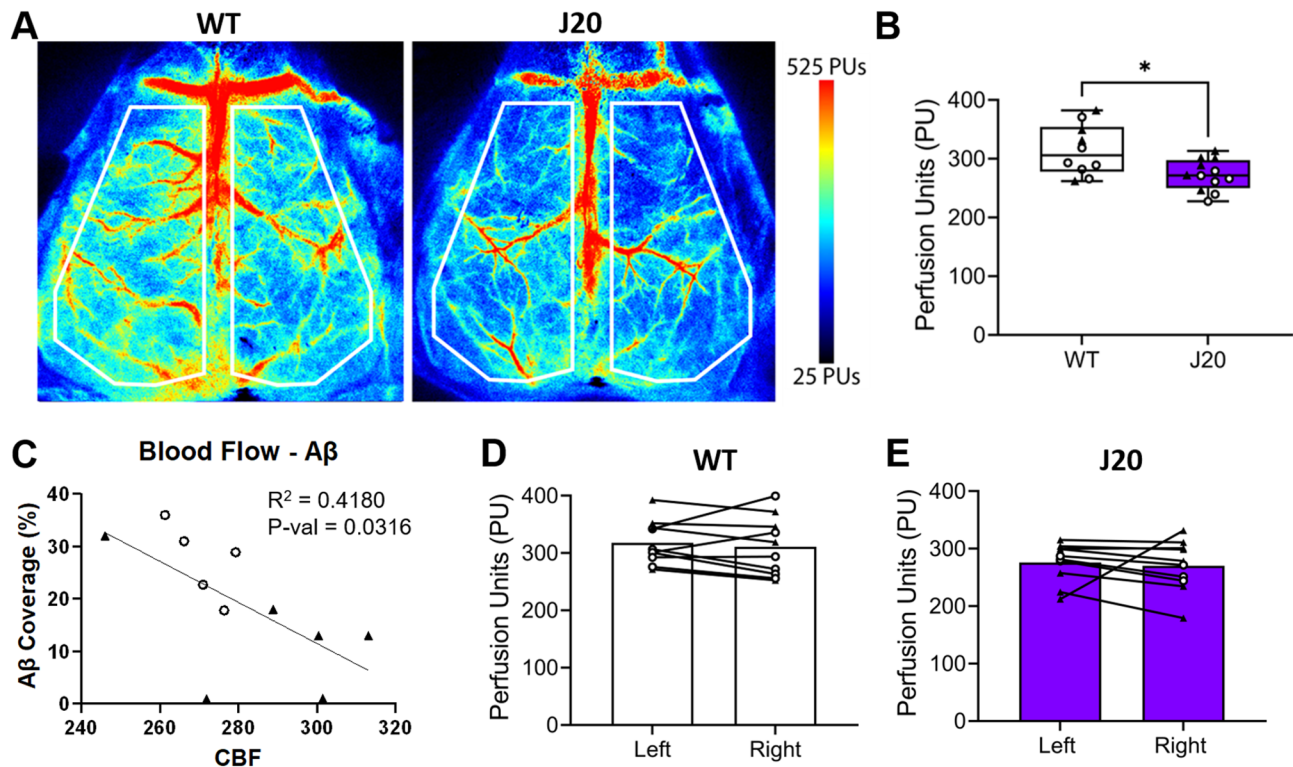 A
WT
J20
525 PUs
25 PUs
B
*
Perfusion Units (PU)
400
300
200
100
0
WT
J20
C
Blood Flow - Aβ
R² = 0.4180
P-val = 0.0316
Aβ Coverage (%)
40
30
20
10
0
240
260
280
300
320
CBF
D
WT
Perfusion Units (PU)
400
300
200
100
0
Left
Right
E
J20
Perfusion Units (PU)
400
300
200
100
0
Left
Right